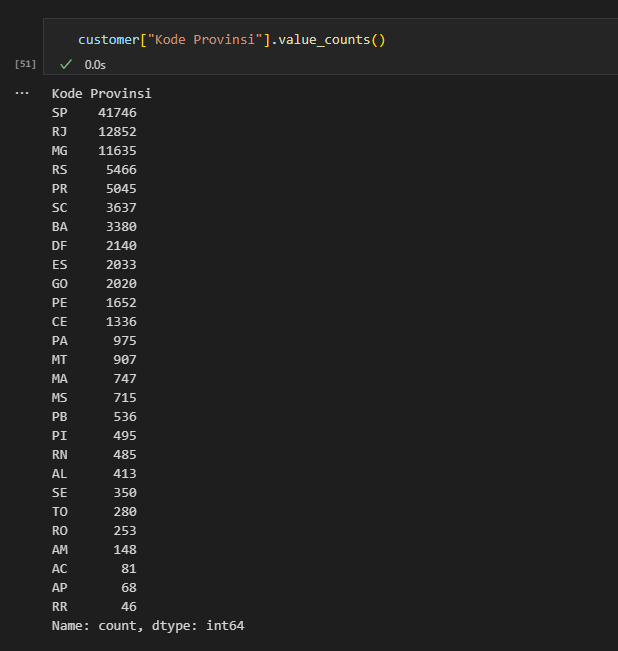 customer["Kode Provinsi"].value_counts()
[51] ✓ 0.0s
... Kode Provinsi
SP 41746
RJ 12852
MG 11635
RS 5466
PR 5045
SC 3637
BA 3380
DF 2140
ES 2033
GO 2020
PE 1652
CE 1336
PA 975
MT 907
MA 747
MS 715
PB 536
PI 495
RN 485
AL 413
SE 350
TO 280
RO 253
AM 148
AC 81
AP 68
RR 46
Name: count, dtype: int64